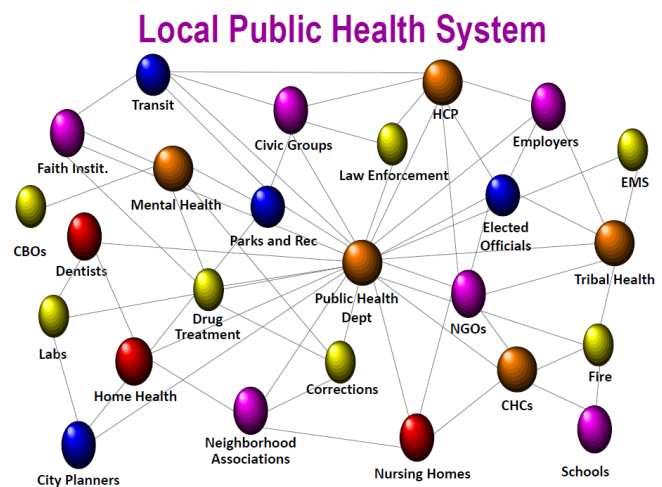 Local Public Health System
Transit
HCP
Civic Groups
Employers
Faith Instit.
Law Enforcement
EMS
Mental Health
CBOs
Parks and Rec
Elected
Officials
Dentists
Tribal Health
Public Health
Dept
Drug
Treatment
NGOs
Labs
Home Health
Corrections
CHCs
Fire
Neighborhood
Associations
City Planners
Nursing Homes
Schools